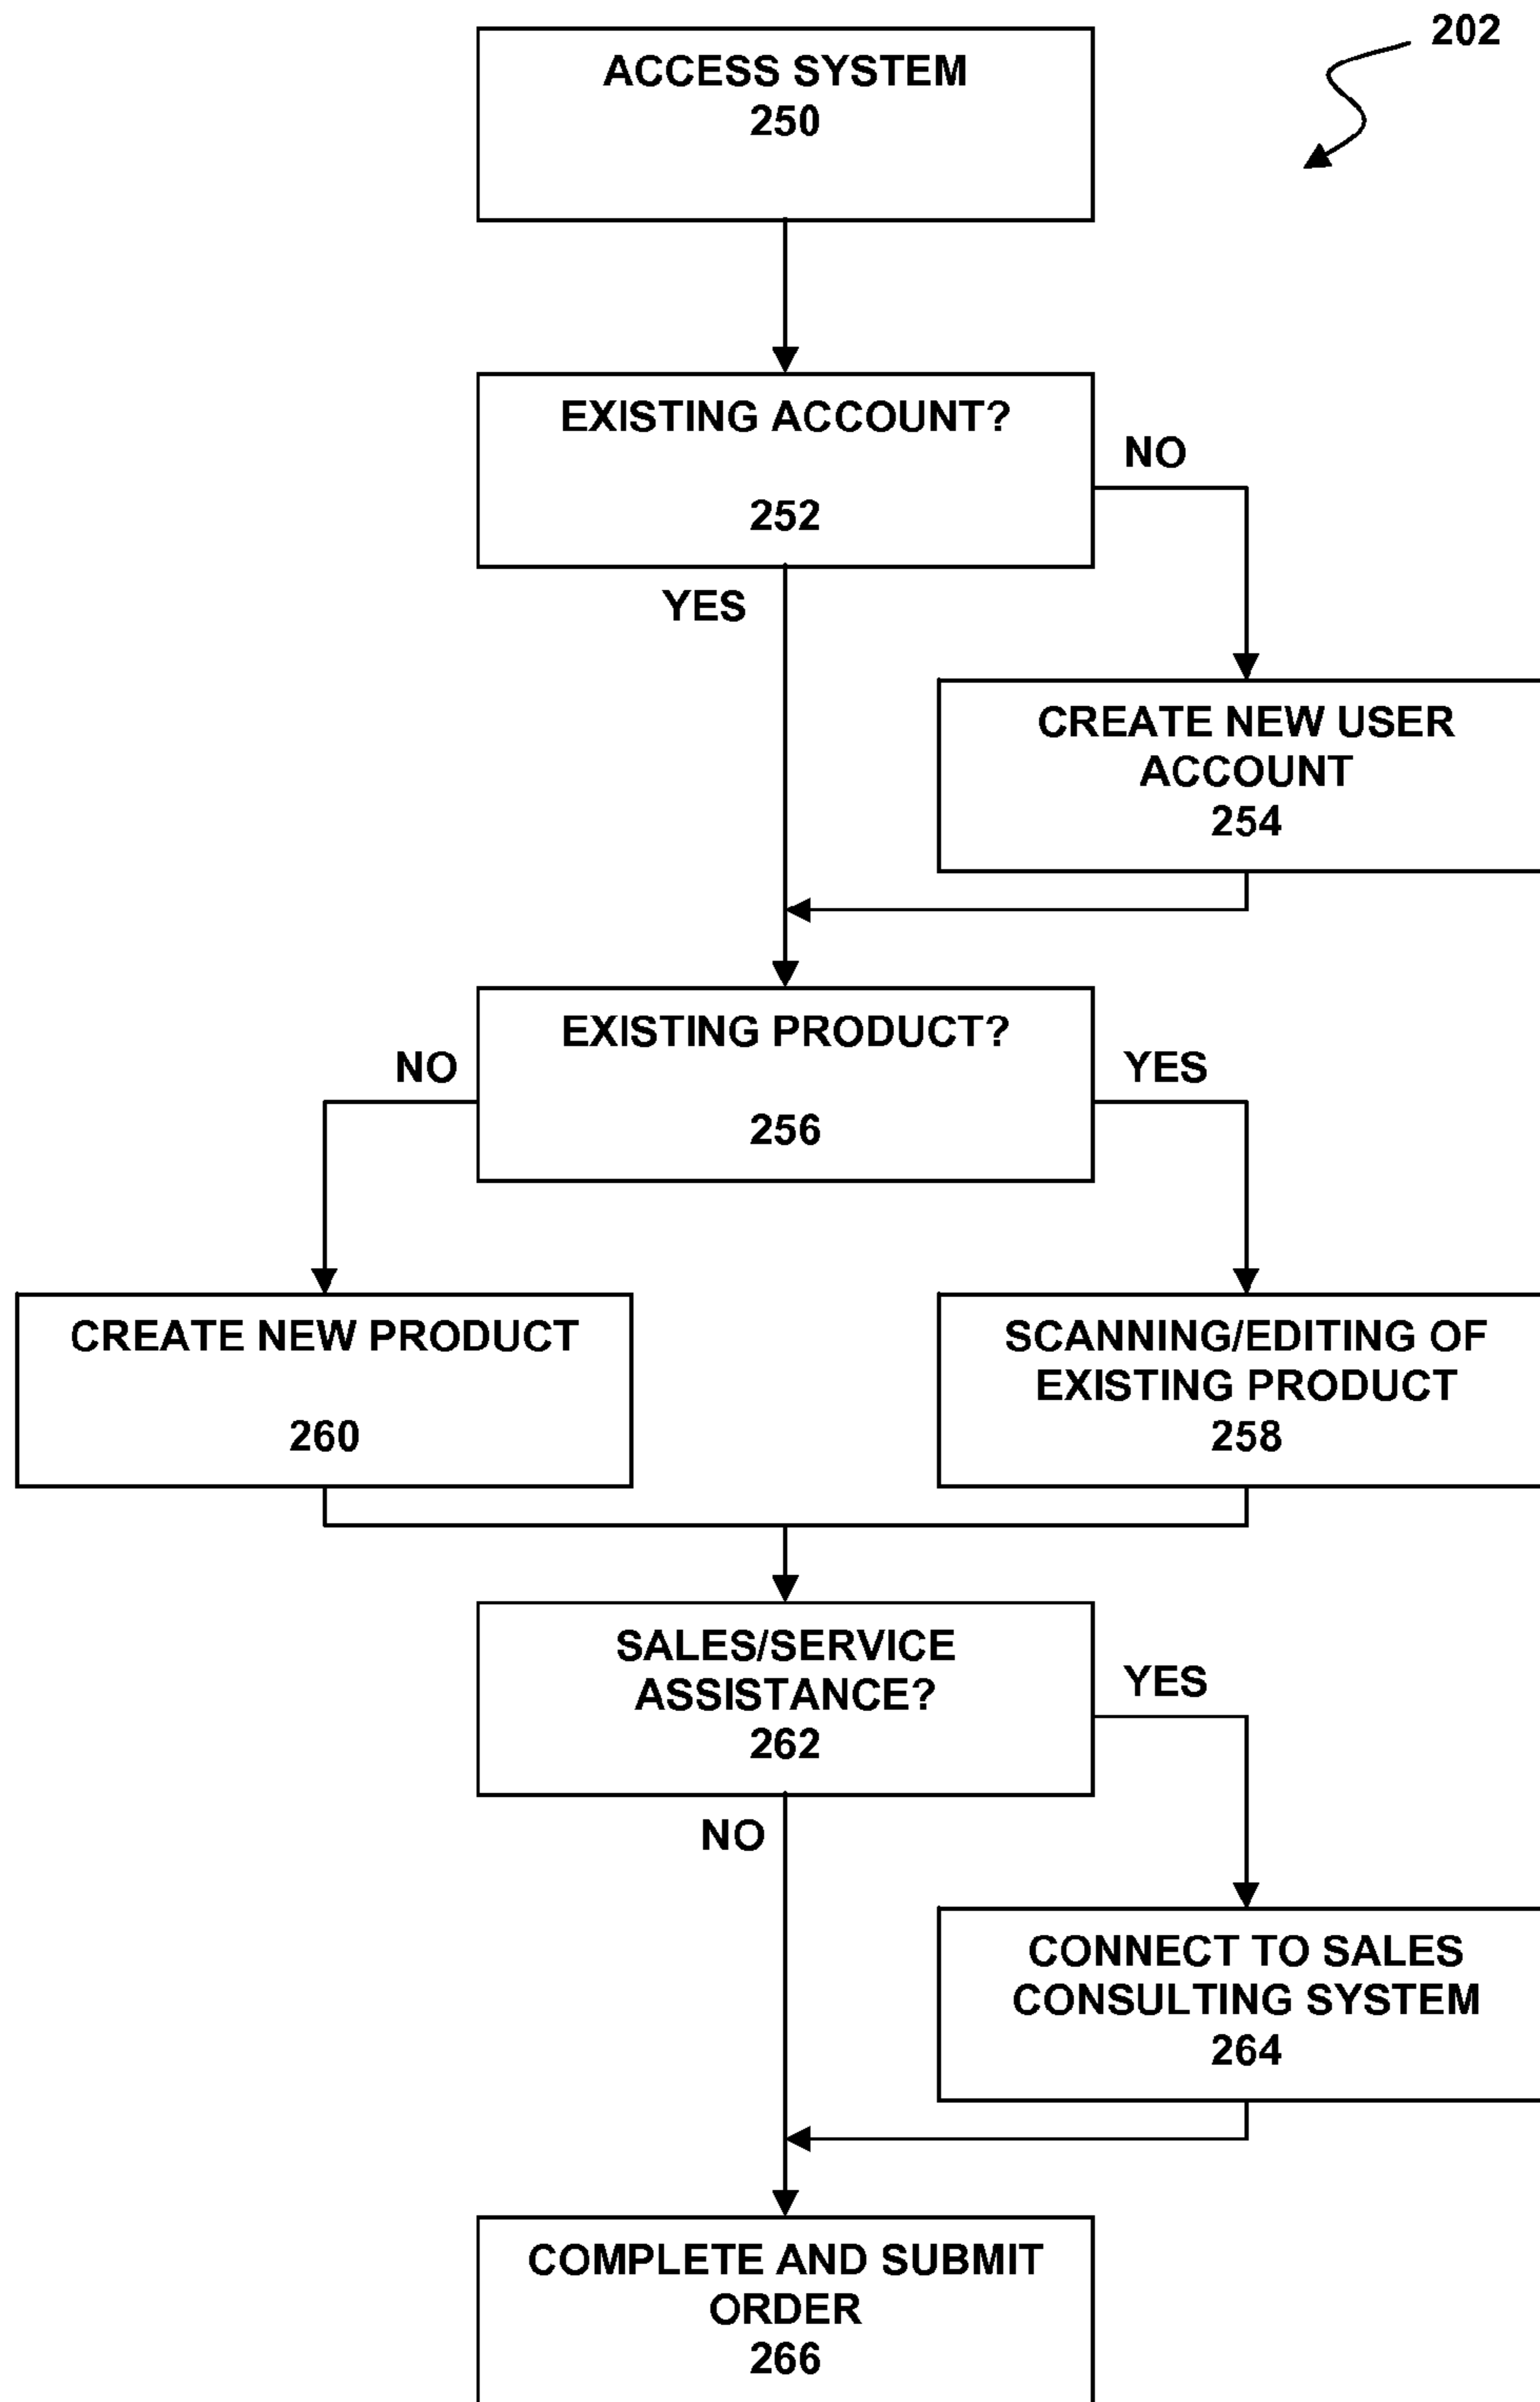 202
ACCESS SYSTEM
250
EXISTING ACCOUNT?
NO
252
YES
CREATE NEW USER
ACCOUNT
254
EXISTING PRODUCT?
NO
YES
256
CREATE NEW PRODUCT
260
SCANNING/EDITING OF
EXISTING PRODUCT
258
SALES/SERVICE
ASSISTANCE?
262
YES
NO
CONNECT TO SALES
CONSULTING SYSTEM
264
COMPLETE AND SUBMIT
ORDER
266